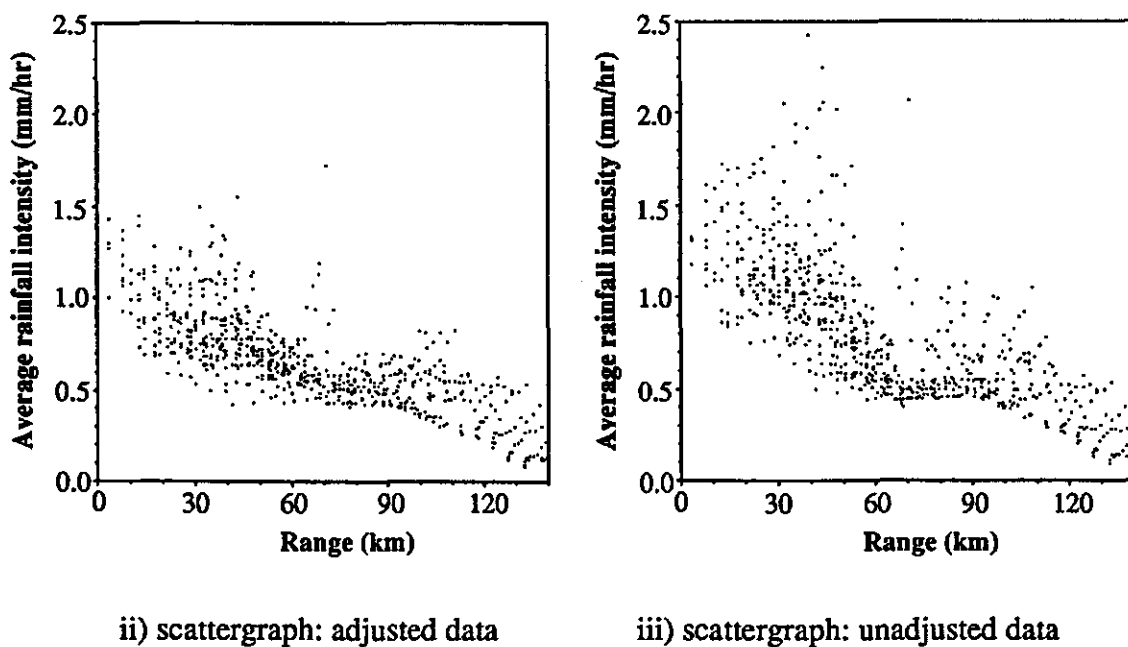 2.5
2.0
1.5
1.0
0.5
0.0
Average rainfall intensity (mm/hr)
0 30 60 90 120
Range (km)
ii) scattergraph: adjusted data
2.5
2.0
1.5
1.0
0.5
0.0
Average rainfall intensity (mm/hr)
0 30 60 90 120
Range (km)
iii) scattergraph: unadjusted data